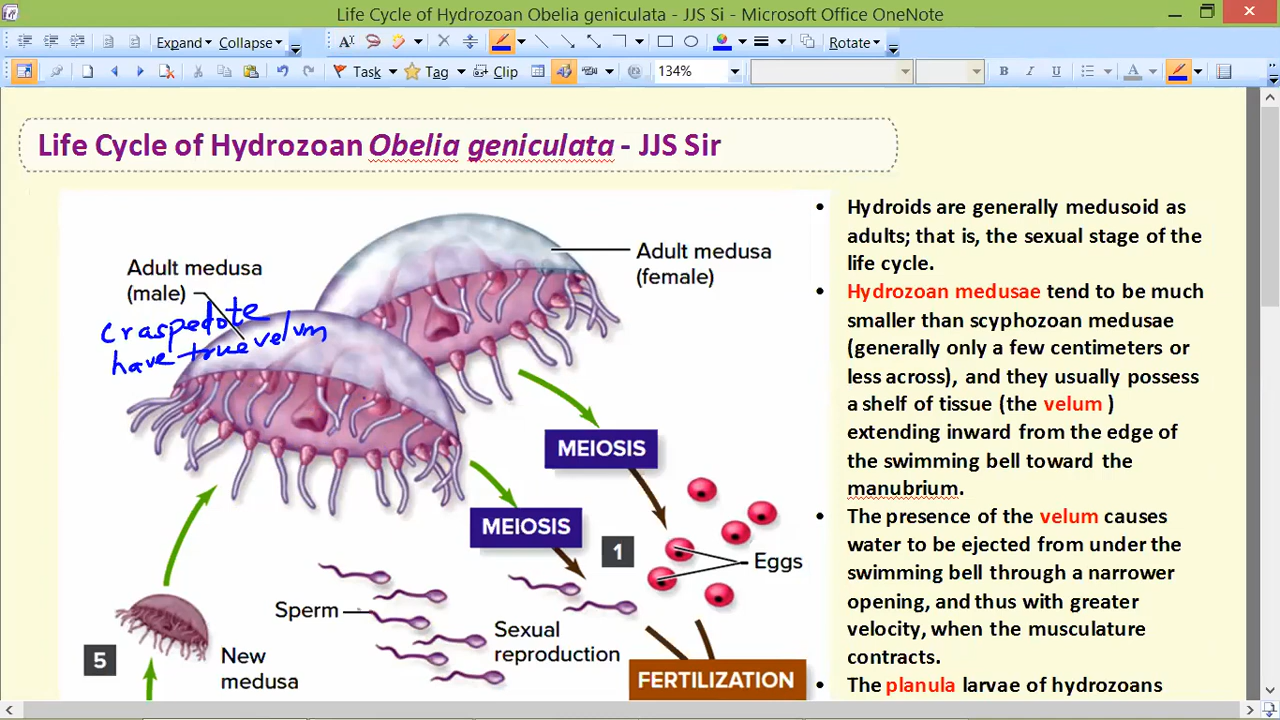 Life Cycle of Hydrozoan Obelia geniculata - JJS Si - Microsoft Office OneNote
Expand Collapse Rotate
Task Tag Clip 134% B I U A
Life Cycle of Hydrozoan Obelia geniculata - JJS Sir
Adult medusa
(male)
craspedote
have true velum
Adult medusa
(female)
MEIOSIS
MEIOSIS
1
Eggs
Sperm
Sexual
reproduction
5
New
medusa
FERTILIZATION
• Hydroids are generally medusoid as
adults; that is, the sexual stage of the
life cycle.
• Hydrozoan medusae tend to be much
smaller than scyphozoan medusae
(generally only a few centimeters or
less across), and they usually possess
a shelf of tissue (the velum )
extending inward from the edge of
the swimming bell toward the
manubrium.
• The presence of the velum causes
water to be ejected from under the
swimming bell through a narrower
opening, and thus with greater
velocity, when the musculature
contracts.
• The planula larvae of hydrozoans